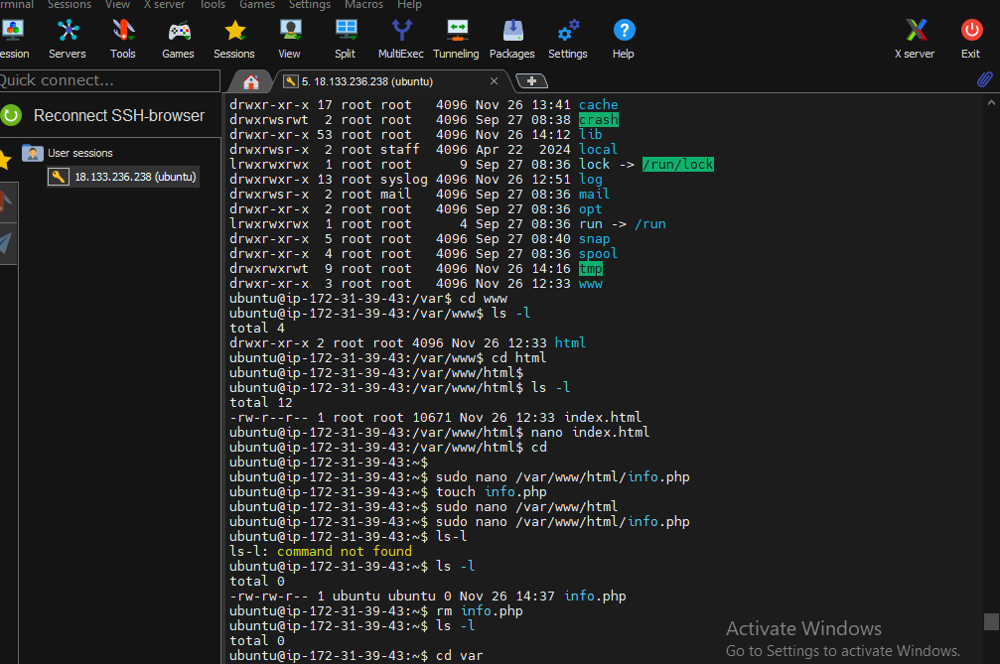 rminal Sessions View X server Tools Games Settings Macros Help
ession Servers Tools Games Sessions View Split MultiExec Tunneling Packages Settings Help X server Exit
Quick connect...
5. 18.133.236.238 (ubuntu)
Reconnect SSH-browser
User sessions
18.133.236.238 (ubuntu)
drwxr-xr-x 17 root root 4096 Nov 26 13:41 cache
drwxrwsrwt 2 root root 4096 Sep 27 08:38 crash
drwxr-xr-x 53 root root 4096 Nov 26 14:12 lib
drwxrwsr-x 2 root staff 4096 Apr 22 2024 local
lrwxrwxrwx 1 root root 9 Sep 27 08:36 lock -> /run/lock
drwxrwxr-x 13 root syslog 4096 Nov 26 12:51 log
drwxrwsr-x 2 root mail 4096 Sep 27 08:36 mail
drwxr-xr-x 2 root root 4096 Sep 27 08:36 opt
lrwxrwxrwx 1 root root 4 Sep 27 08:36 run -> /run
drwxr-xr-x 5 root root 4096 Sep 27 08:40 snap
drwxr-xr-x 4 root root 4096 Sep 27 08:36 spool
drwxrwxrwt 9 root root 4096 Nov 26 14:16 tmp
drwxr-xr-x 3 root root 4096 Nov 26 12:33 www
ubuntu@ip-172-31-39-43:/var$ cd www
ubuntu@ip-172-31-39-43:/var/www$ ls -l
total 4
drwxr-xr-x 2 root root 4096 Nov 26 12:33 html
ubuntu@ip-172-31-39-43:/var/www$ cd html
ubuntu@ip-172-31-39-43:/var/www/html$
ubuntu@ip-172-31-39-43:/var/www/html$ ls -l
total 12
-rw-r--r-- 1 root root 10671 Nov 26 12:33 index.html
ubuntu@ip-172-31-39-43:/var/www/html$ nano index.html
ubuntu@ip-172-31-39-43:/var/www/html$ cd
ubuntu@ip-172-31-39-43:~$
ubuntu@ip-172-31-39-43:~$ sudo nano /var/www/html/info.php
ubuntu@ip-172-31-39-43:~$ touch info.php
ubuntu@ip-172-31-39-43:~$ sudo nano /var/www/html
ubuntu@ip-172-31-39-43:~$ sudo nano /var/www/html/info.php
ubuntu@ip-172-31-39-43:~$ ls-l
ls-l: command not found
ubuntu@ip-172-31-39-43:~$ ls -l
total 0
-rw-rw-r-- 1 ubuntu ubuntu 0 Nov 26 14:37 info.php
ubuntu@ip-172-31-39-43:~$ rm info.php
ubuntu@ip-172-31-39-43:~$ ls -l
total 0
ubuntu@ip-172-31-39-43:~$ cd var
Activate Windows
Go to Settings to activate Windows.